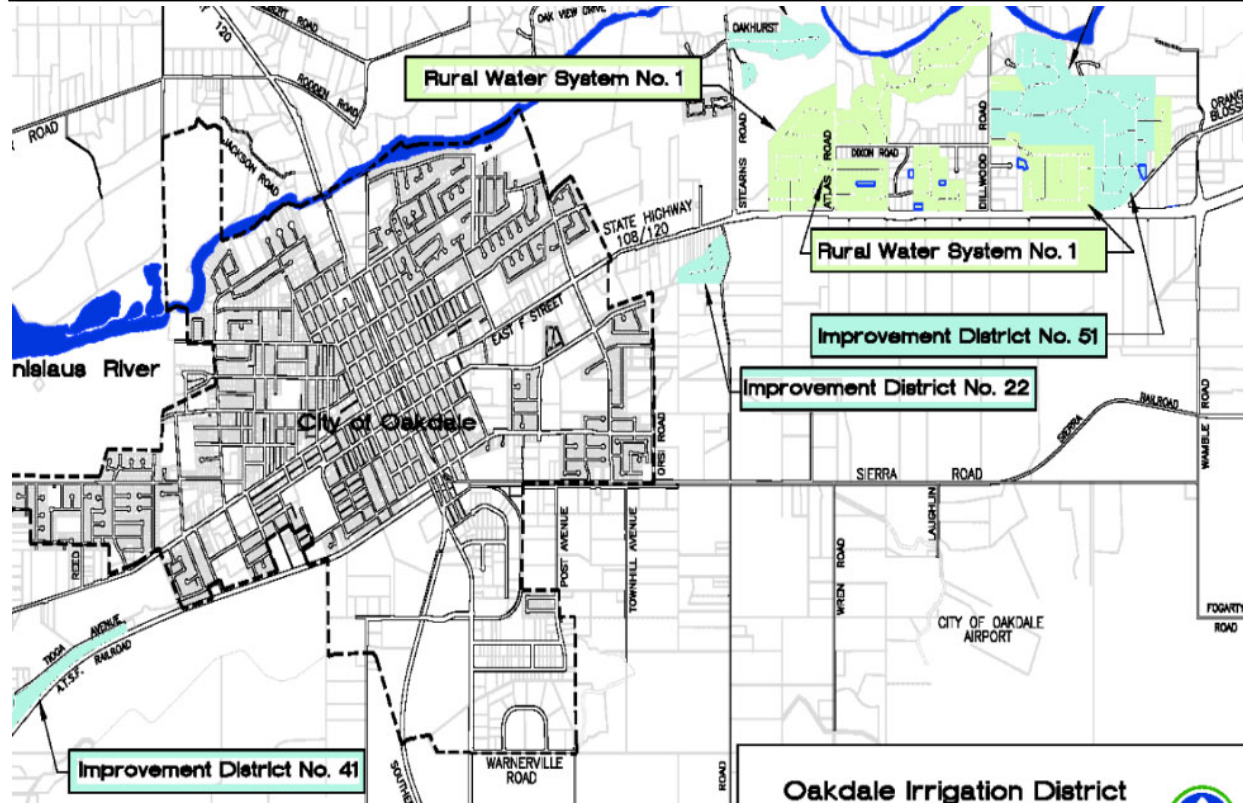 OAK VIEW DRIVE
OAKHURST
120
Rural Water System No. 1
RODDEN ROAD
ROAD
JACKSON ROAD
STEARNS ROAD
ATLAS ROAD
DIXON ROAD
DILLWOOD ROAD
ORANGE
BLOSS
STATE HIGHWAY
108/120
Rural Water System No. 1
EAST F STREET
Improvement District No. 51
nislaus River
Improvement District No. 22
City of Oakdale
ORSI ROAD
SIERRA RAILROAD
WAMBLE ROAD
SIERRA ROAD
REED
POST AVENUE
TOWNHILL AVENUE
WREN ROAD
LAUGHLIN
CITY OF OAKDALE
AIRPORT
FOGARTY
ROAD
TIOGA AVENUE
A.T.S.F. RAILROAD
Improvement District No. 41
WARNERVILLE
ROAD
SOUTHE
ROAD
Oakdale Irrigation District